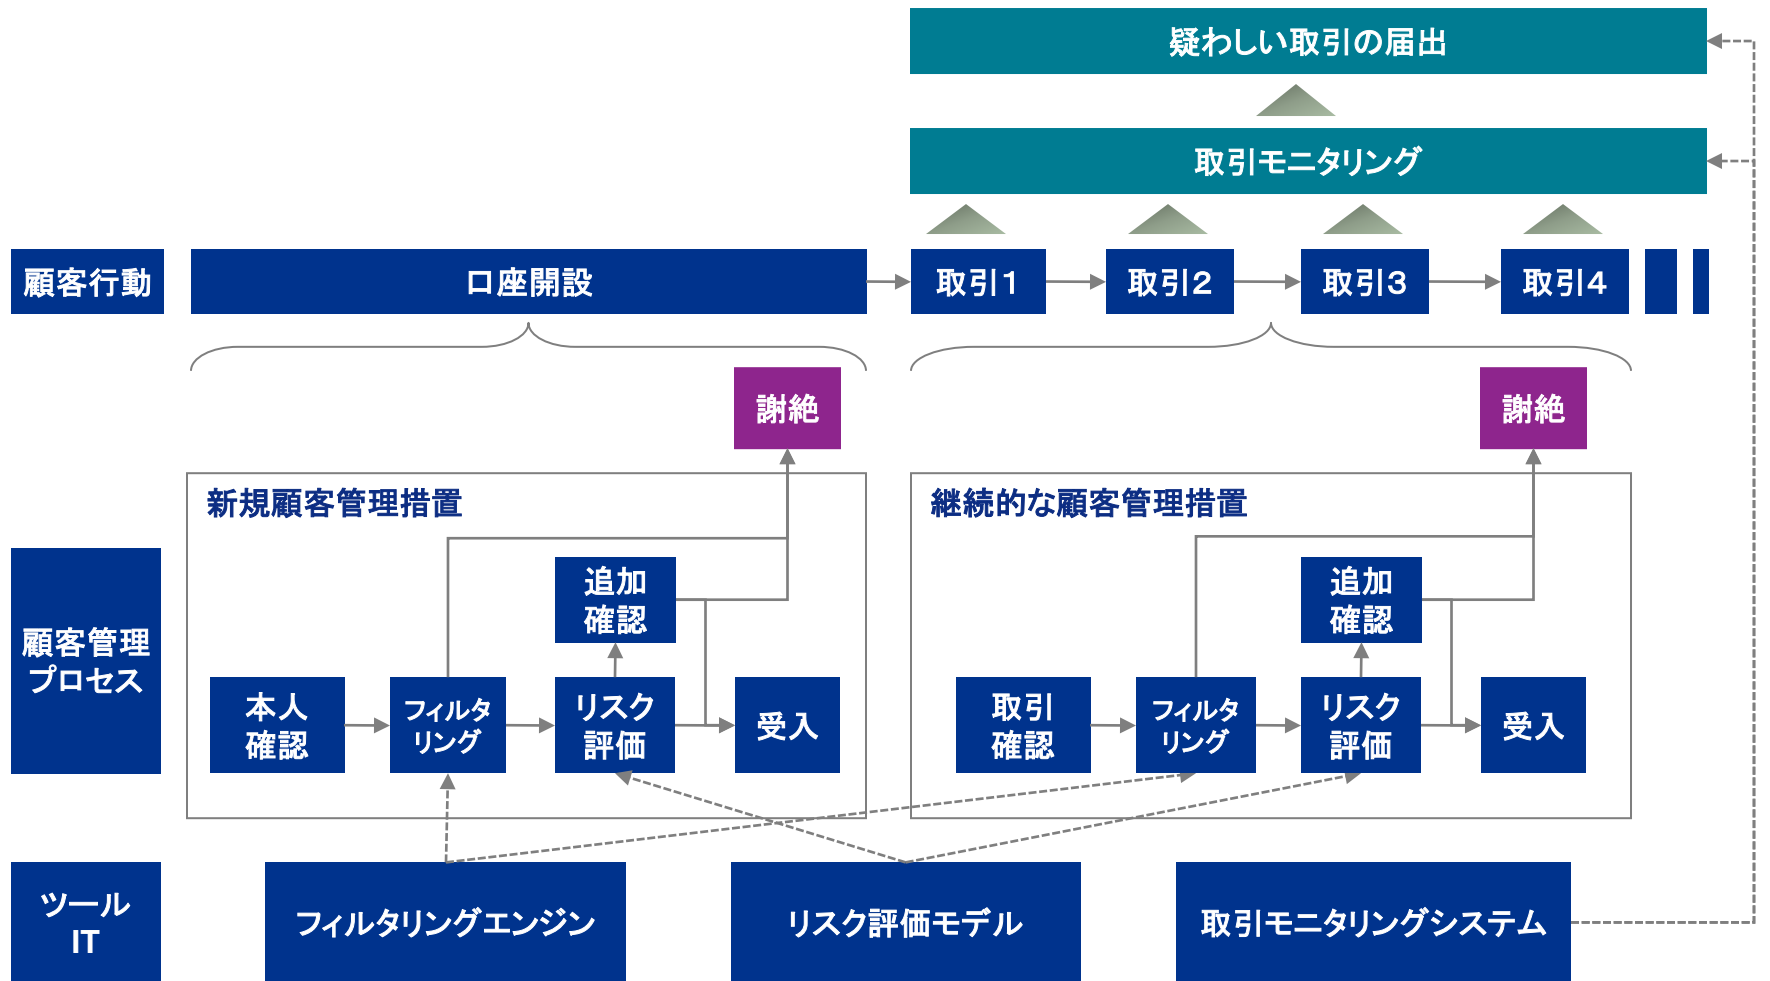 疑わしい取引の届出
取引モニタリング
顧客行動
口座開設
取引1
取引2
取引3
取引4
謝絶
謝絶
新規顧客管理措置
継続的な顧客管理措置
顧客管理
プロセス
追加
確認
本人
確認
フィルタ
リング
リスク
評価
受入
追加
確認
取引
確認
フィルタ
リング
リスク
評価
受入
ツール
IT
フィルタリングエンジン
リスク評価モデル
取引モニタリングシステム